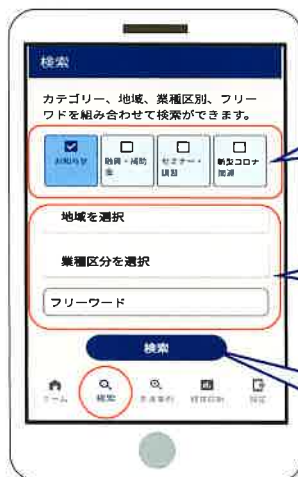 検索
カテゴリー、地域、業種区別、フリー
ワードを組み合わせて検索ができます。
お知らせ
融資・補助
金
セミナー・
講習
新型コロナ
関連
地域を選択
業種区分を選択
フリーワード
検索
ホーム
検索
設定